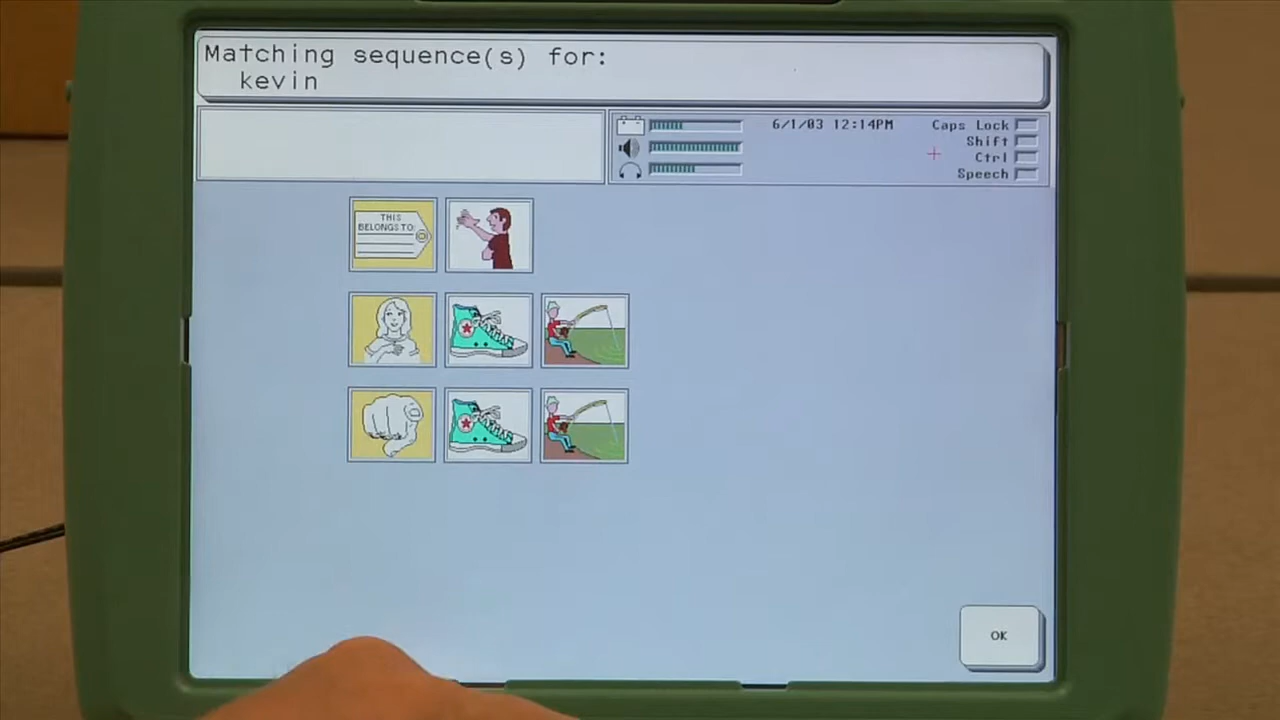 Matching sequence(s) for:
kevin
6/1/03 12:14PM
Caps Lock
Shift
Ctrl
Speech
THIS
BELONGS TO:
OK